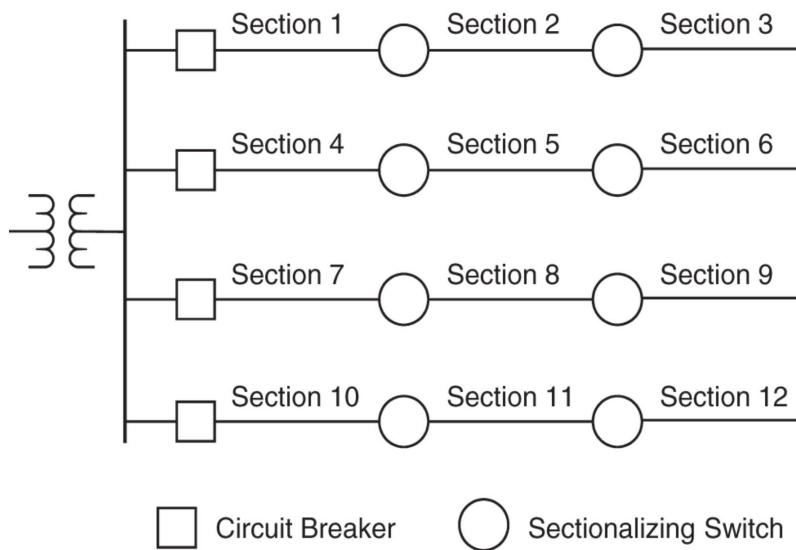 Section 1 Section 2 Section 3
Section 4 Section 5 Section 6
Section 7 Section 8 Section 9
Section 10 Section 11 Section 12
Circuit Breaker Sectionalizing Switch